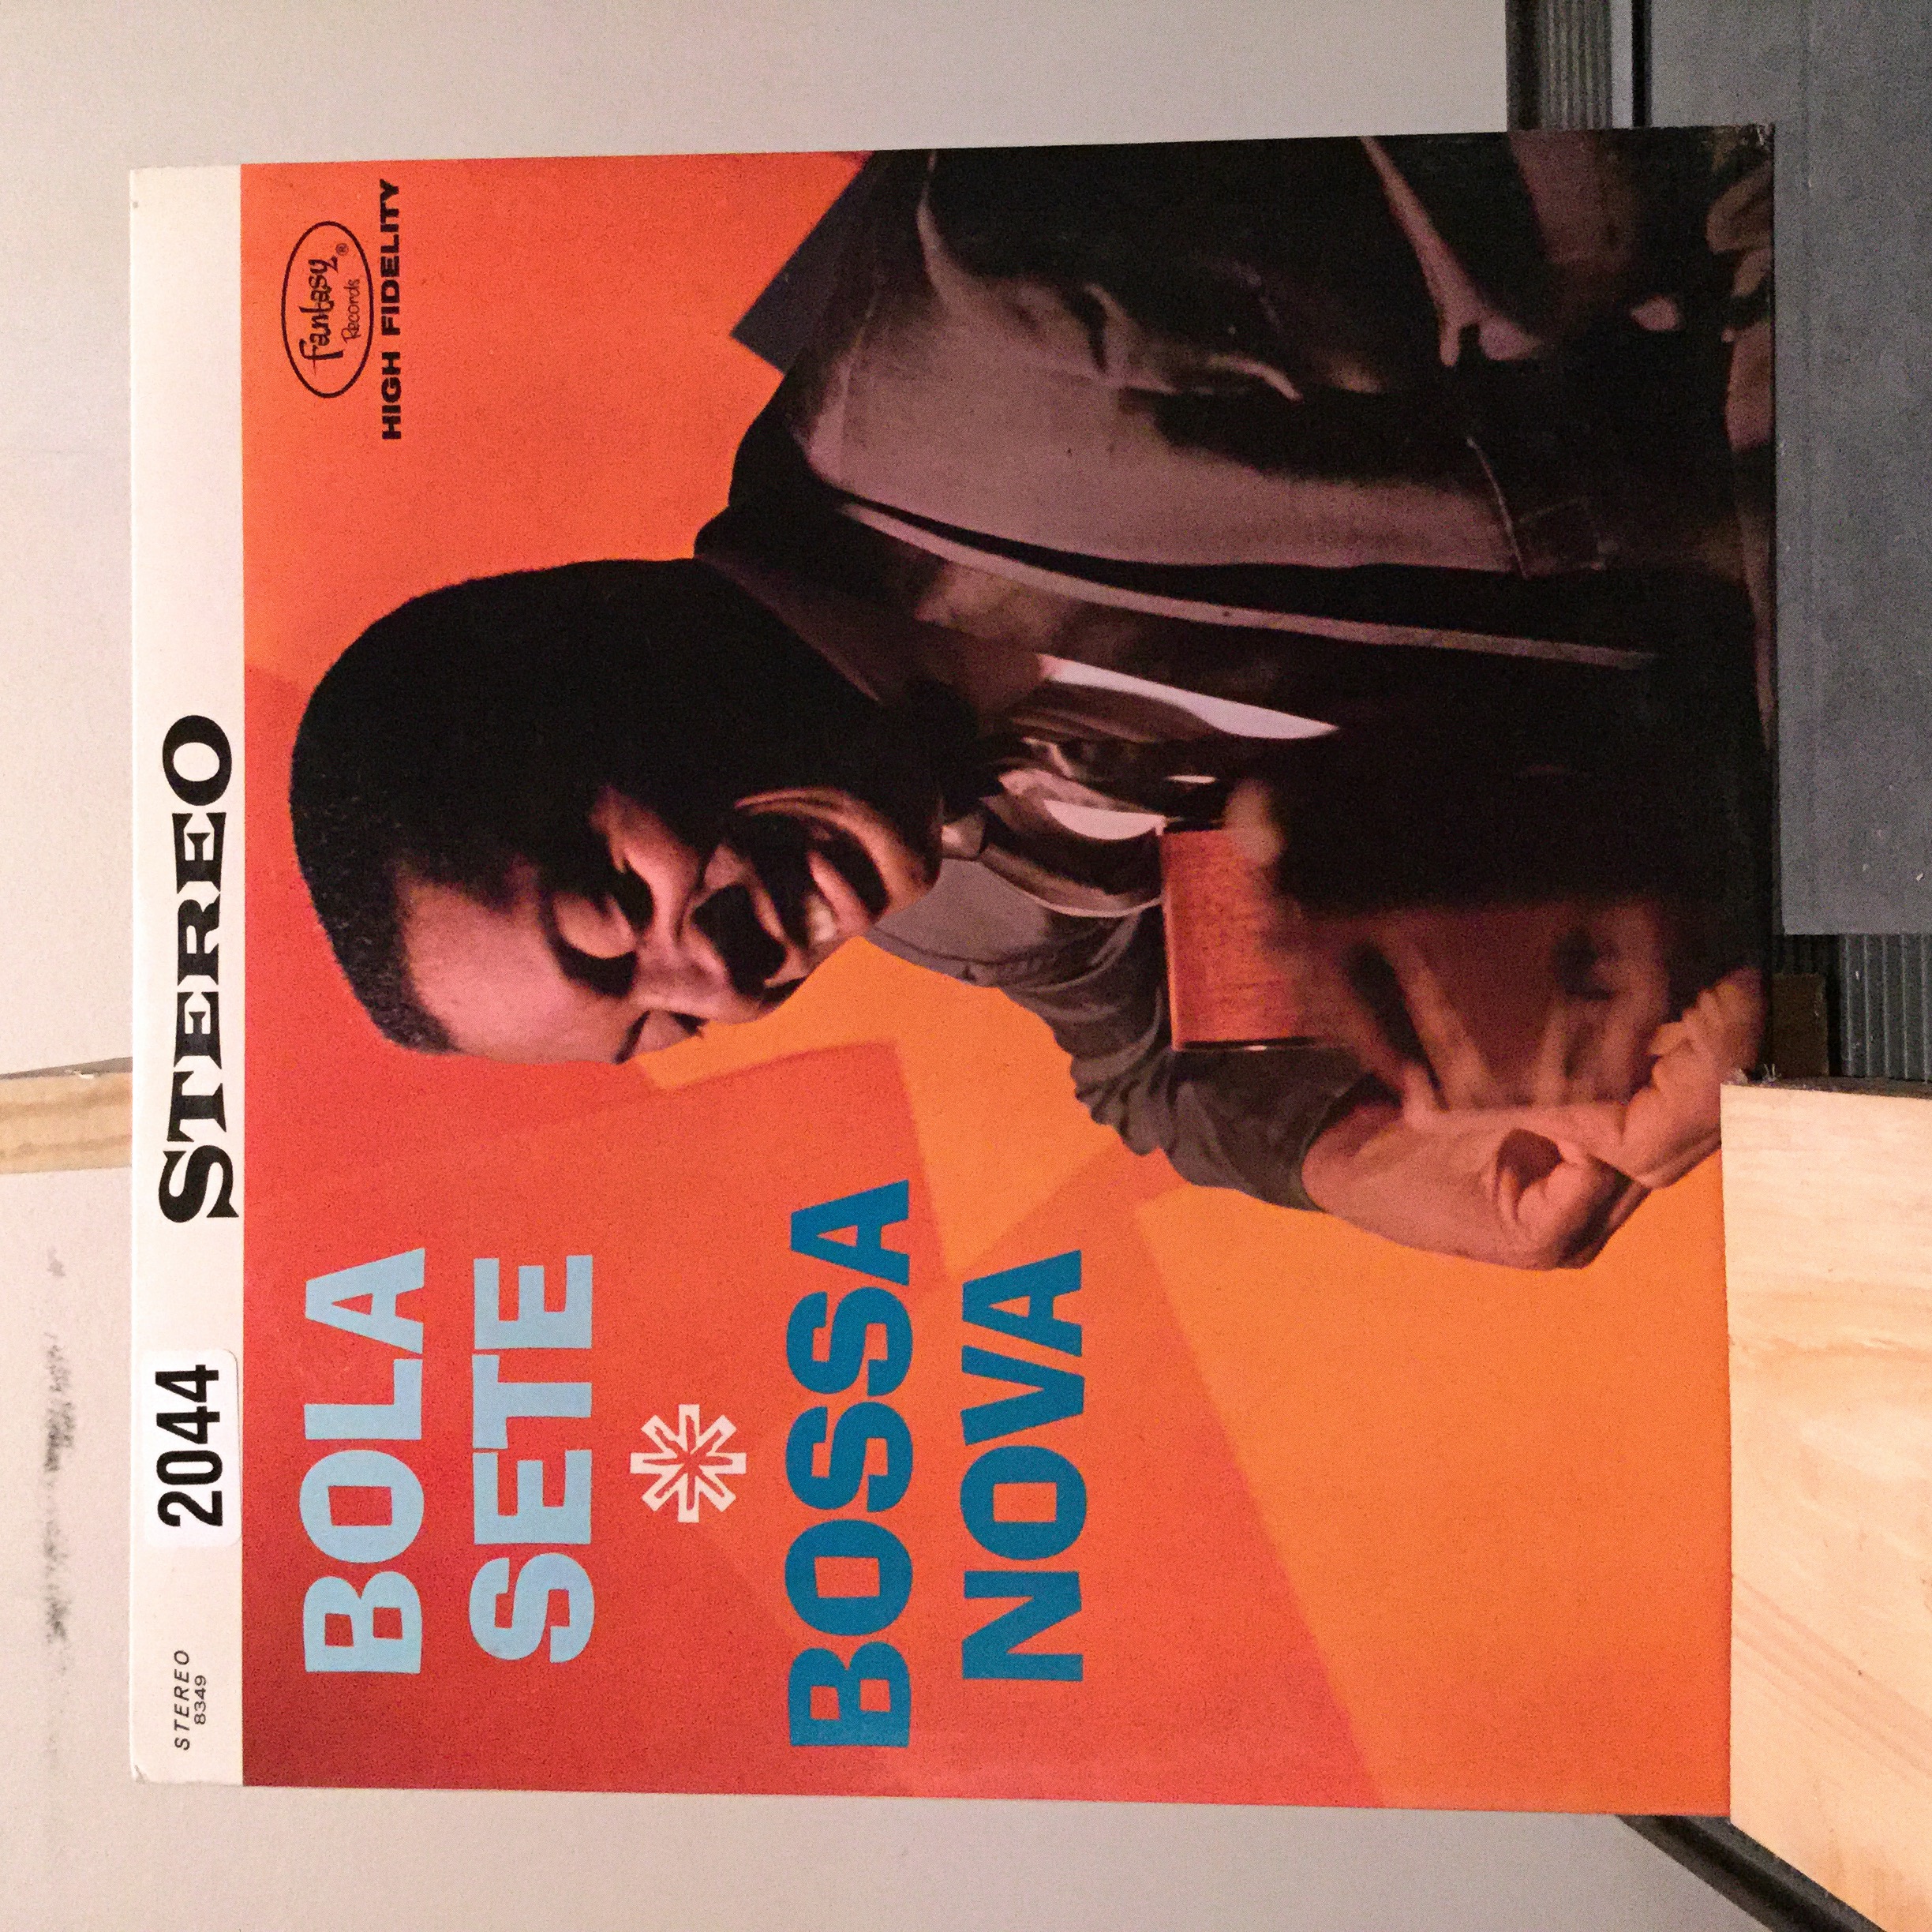 STEREO
8349
2044
STEREO
BOLA
SETE
BOSSA
NOVA
Fantasy®
Records
HIGH FIDELITY